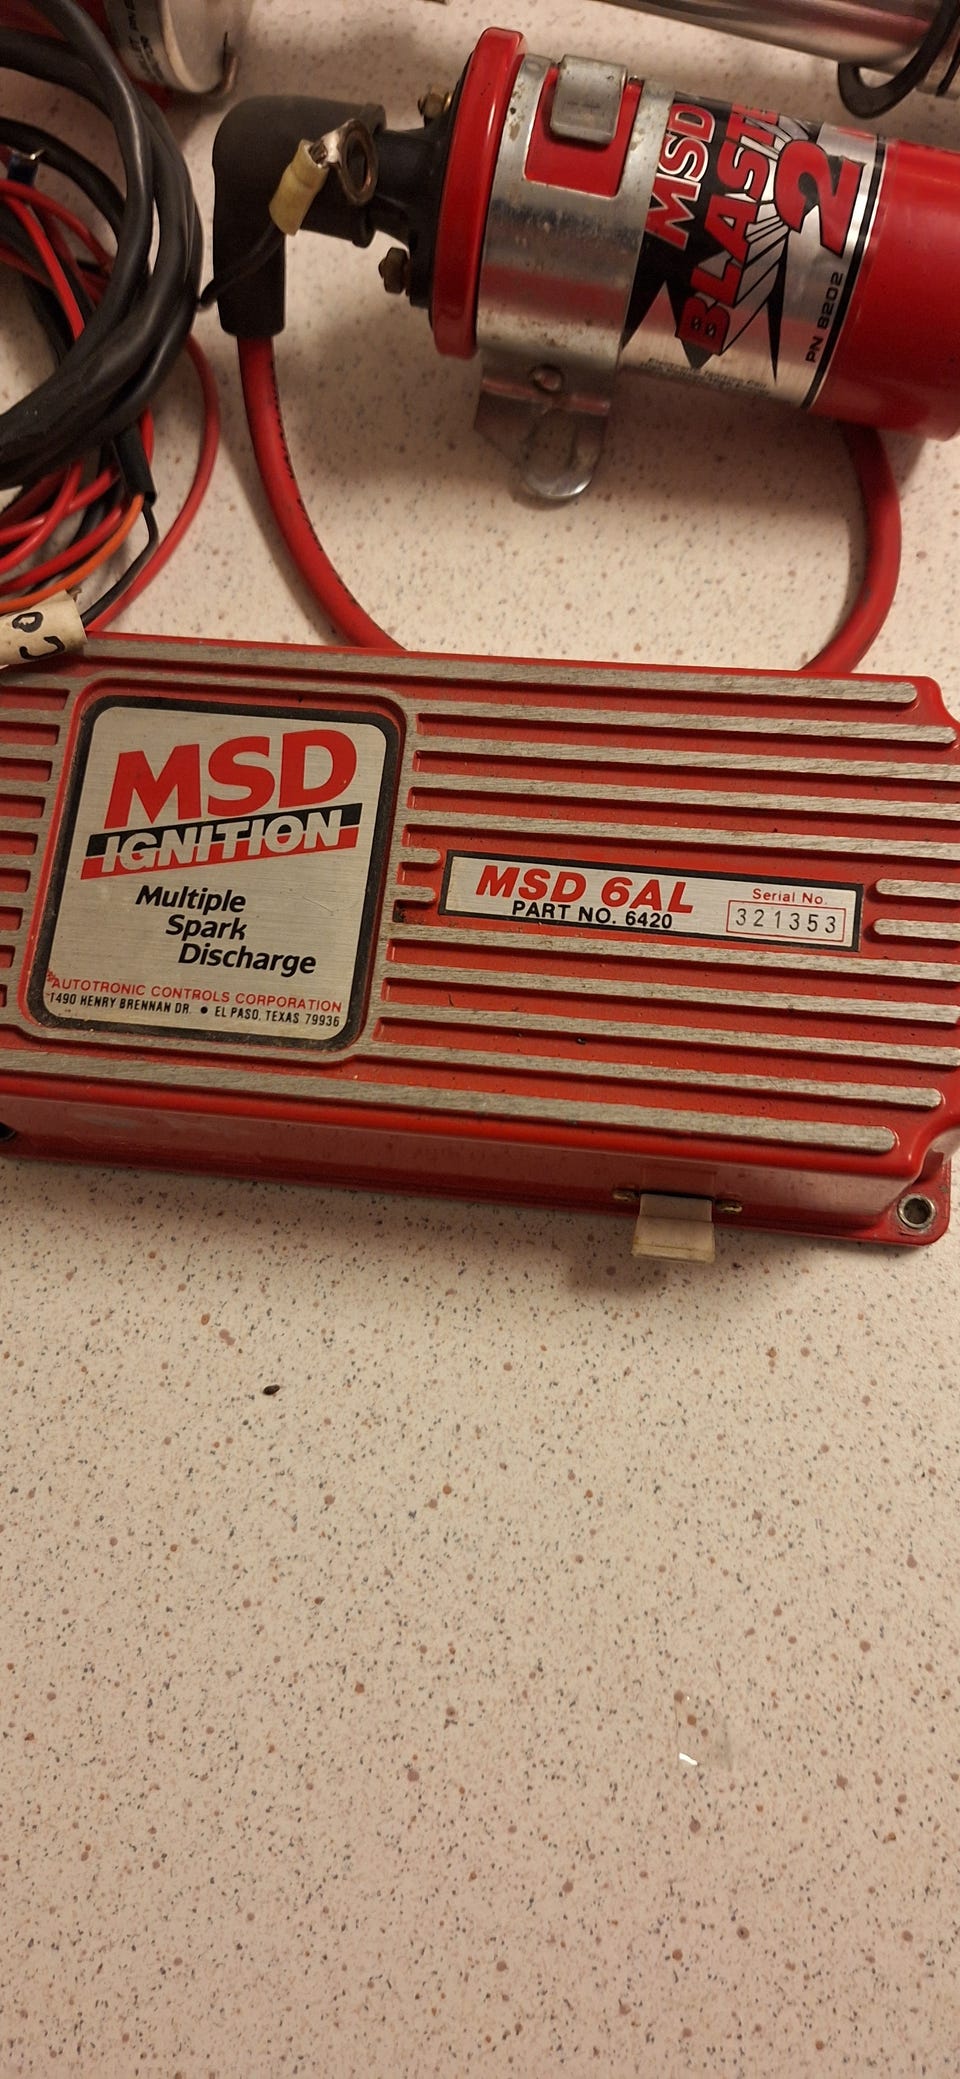 MSD
BLASTER
2
PN 8202
MSD
IGNITION
Multiple
Spark
Discharge
AUTOTRONIC CONTROLS CORPORATION
1490 HENRY BRENNAN DR. ● EL PASO, TEXAS 79936
MSD 6AL
PART NO. 6420
Serial No.
321353